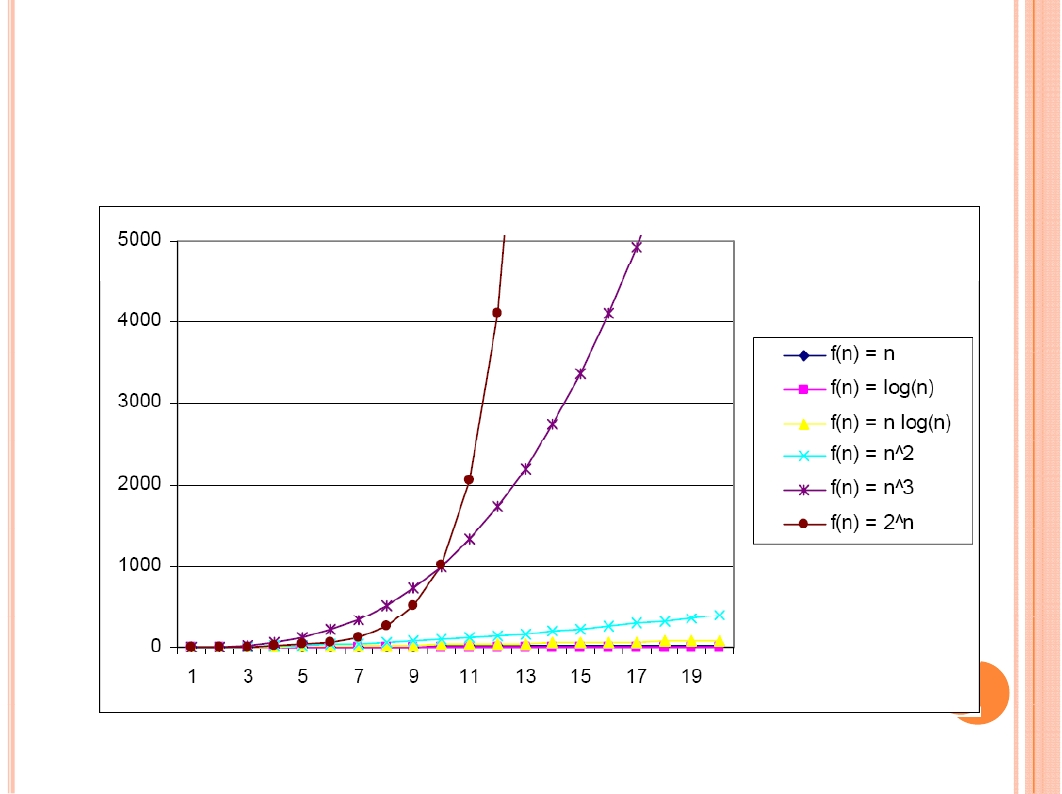 5000
4000
3000
2000
1000
0
1 3 5 7 9 11 13 15 17 19
f(n) = n
f(n) = log(n)
f(n) = n log(n)
f(n) = n^2
f(n) = n^3
f(n) = 2^n